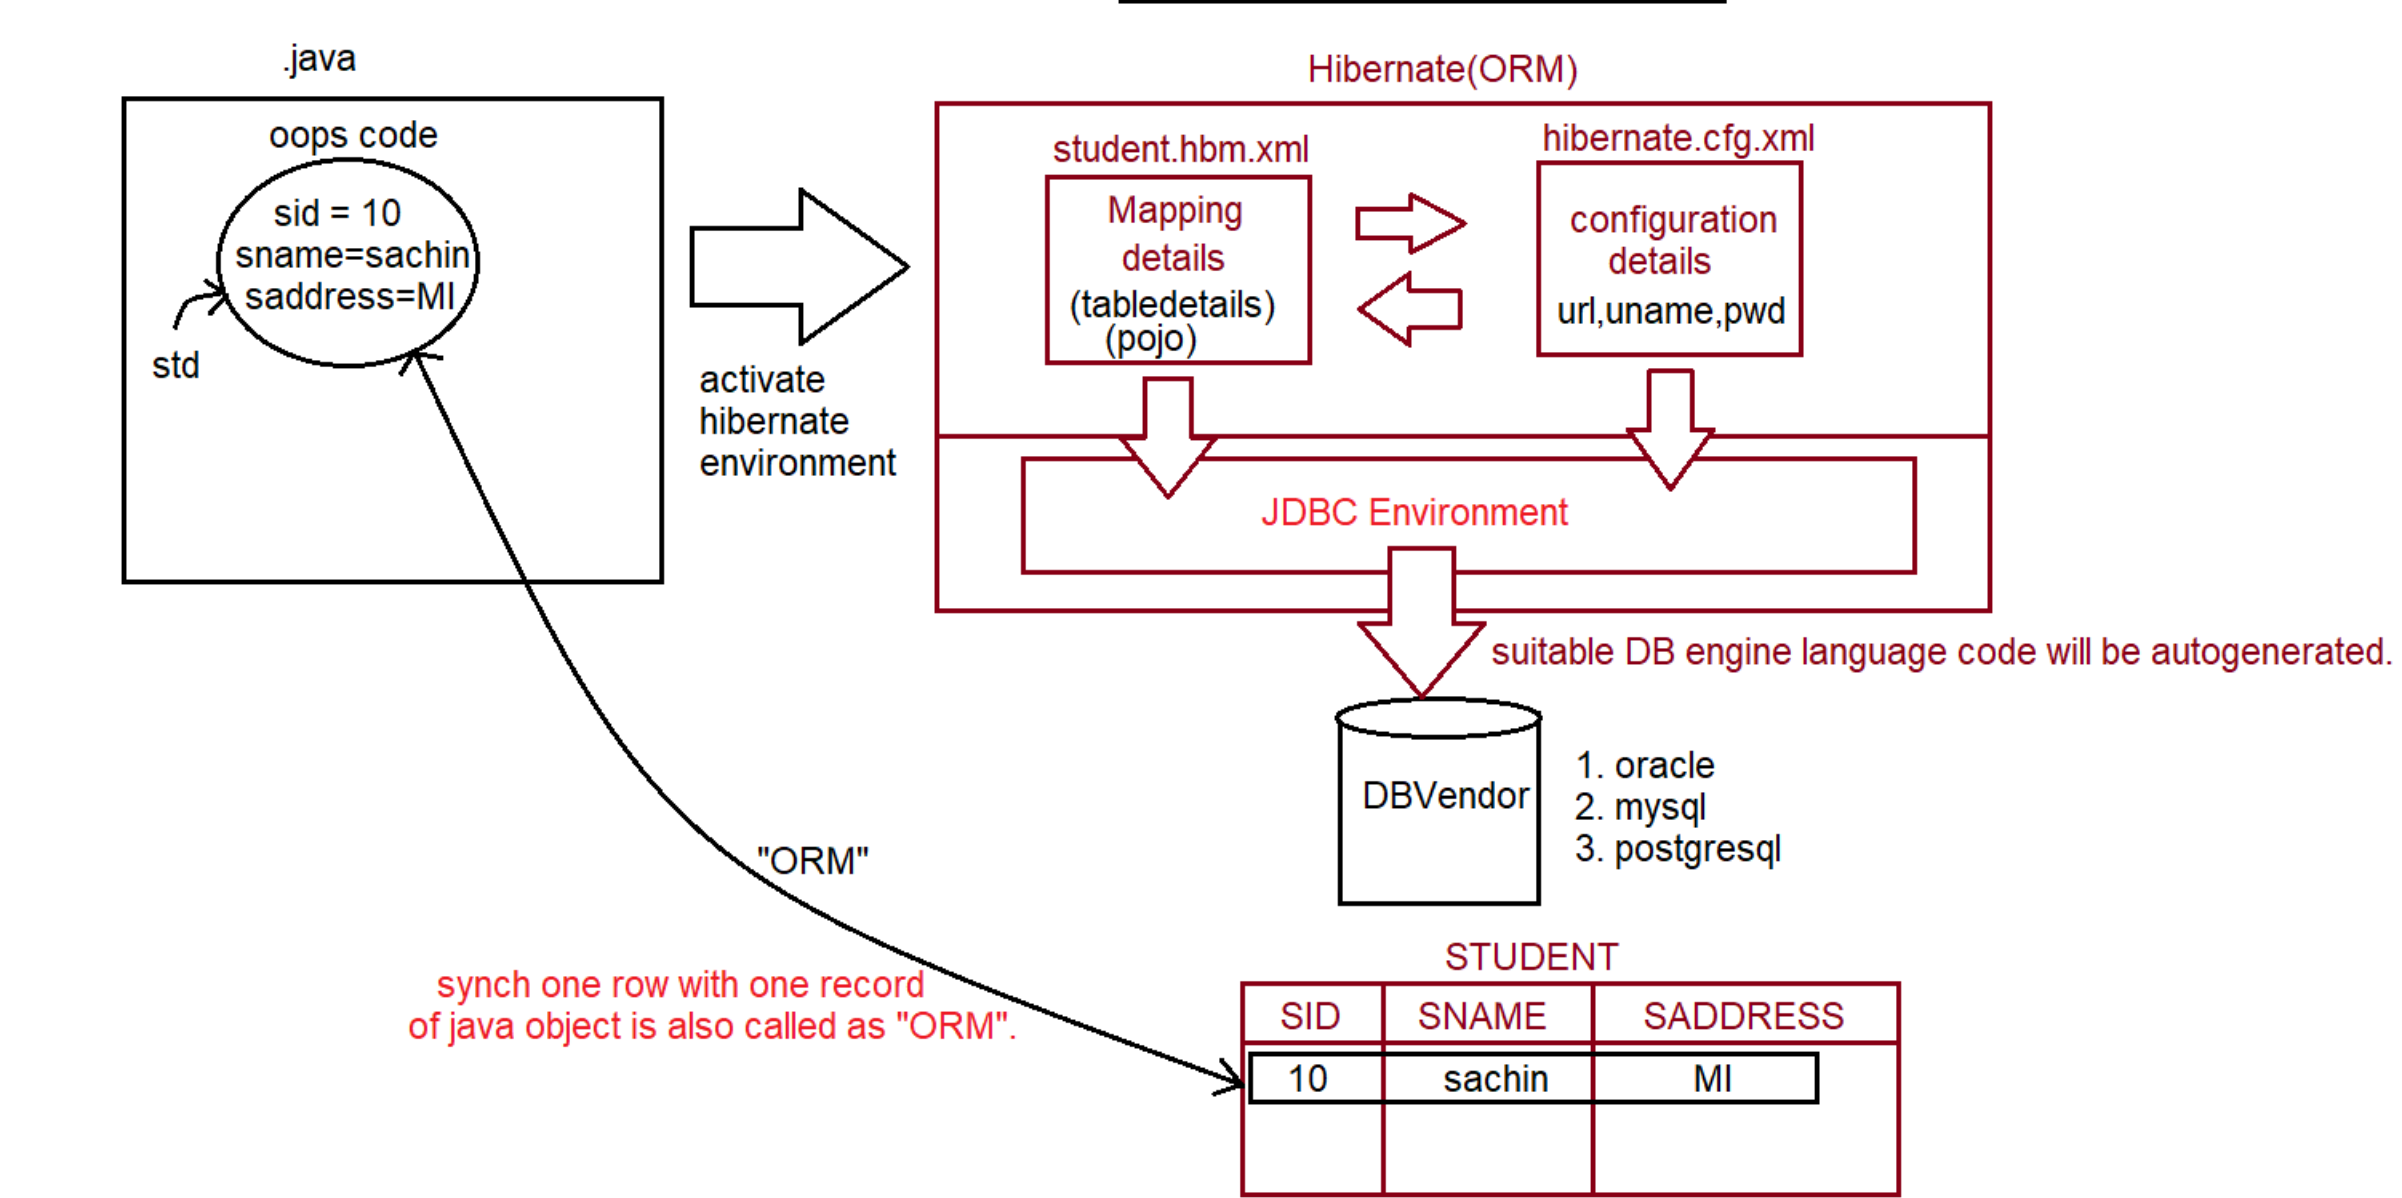 .java
oops code
sid = 10
sname=sachin
saddress=MI
std
activate
hibernate
environment
Hibernate(ORM)
student.hbm.xml
Mapping
details
(tabledetails)
(pojo)
hibernate.cfg.xml
configuration
details
url,uname,pwd
JDBC Environment
suitable DB engine language code will be autogenerated.
DBVendor
1. oracle
2. mysql
3. postgresql
"ORM"
synch one row with one record
of java object is also called as "ORM".
STUDENT
SID SNAME SADDRESS
10 sachin MI